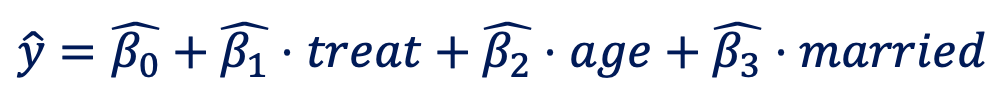 ŷ = β̂₀ + β̂₁ · treat + β̂₂ · age + β̂₃ · married